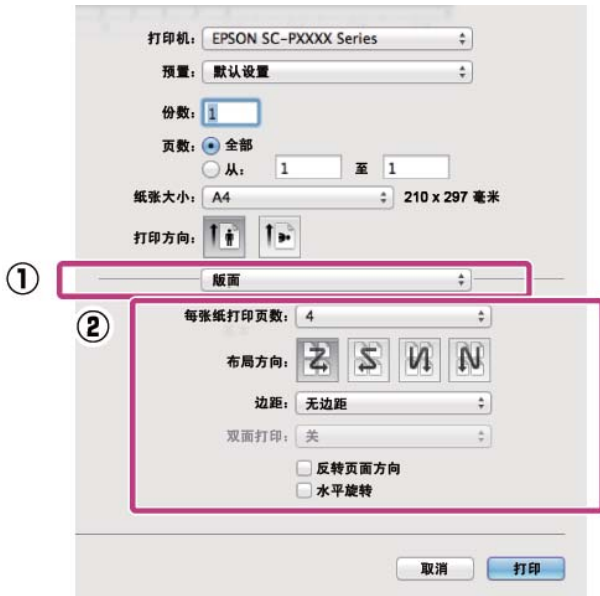 打印机: EPSON SC-PXXXX Series
预置: 默认设置
份数: 1
页数: 全部
从: 1 至 1
纸张大小: A4 210 x 297 毫米
打印方向:
① 版面
②
每张纸打印页数: 4
布局方向:
边距: 无边距
双面打印: 关
反转页面方向
水平旋转
取消 打印